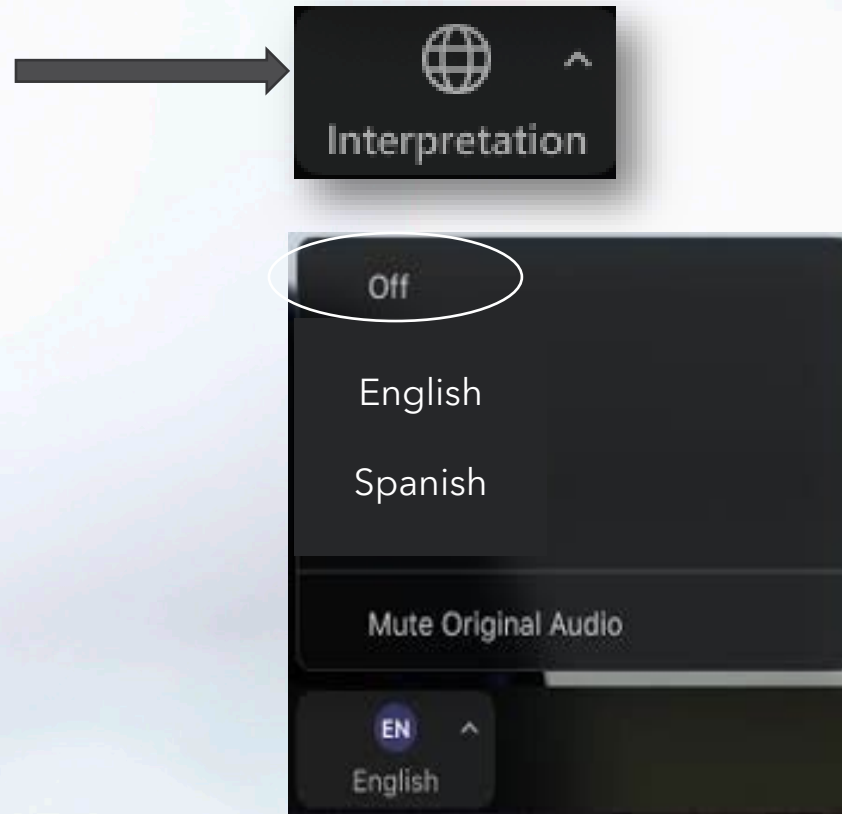 Interpretation
Off
English
Spanish
Mute Original Audio
EN
English